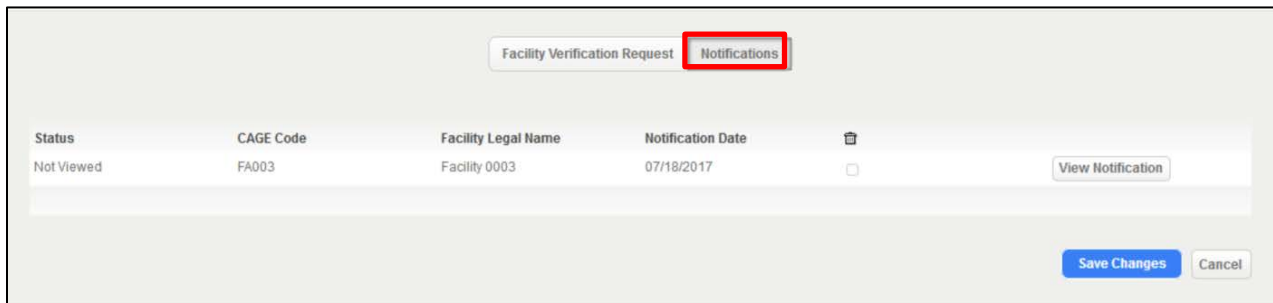 Facility Verification Request Notifications
Status CAGE Code Facility Legal Name Notification Date
Not Viewed FA003 Facility 0003 07/18/2017 View Notification
Save Changes Cancel